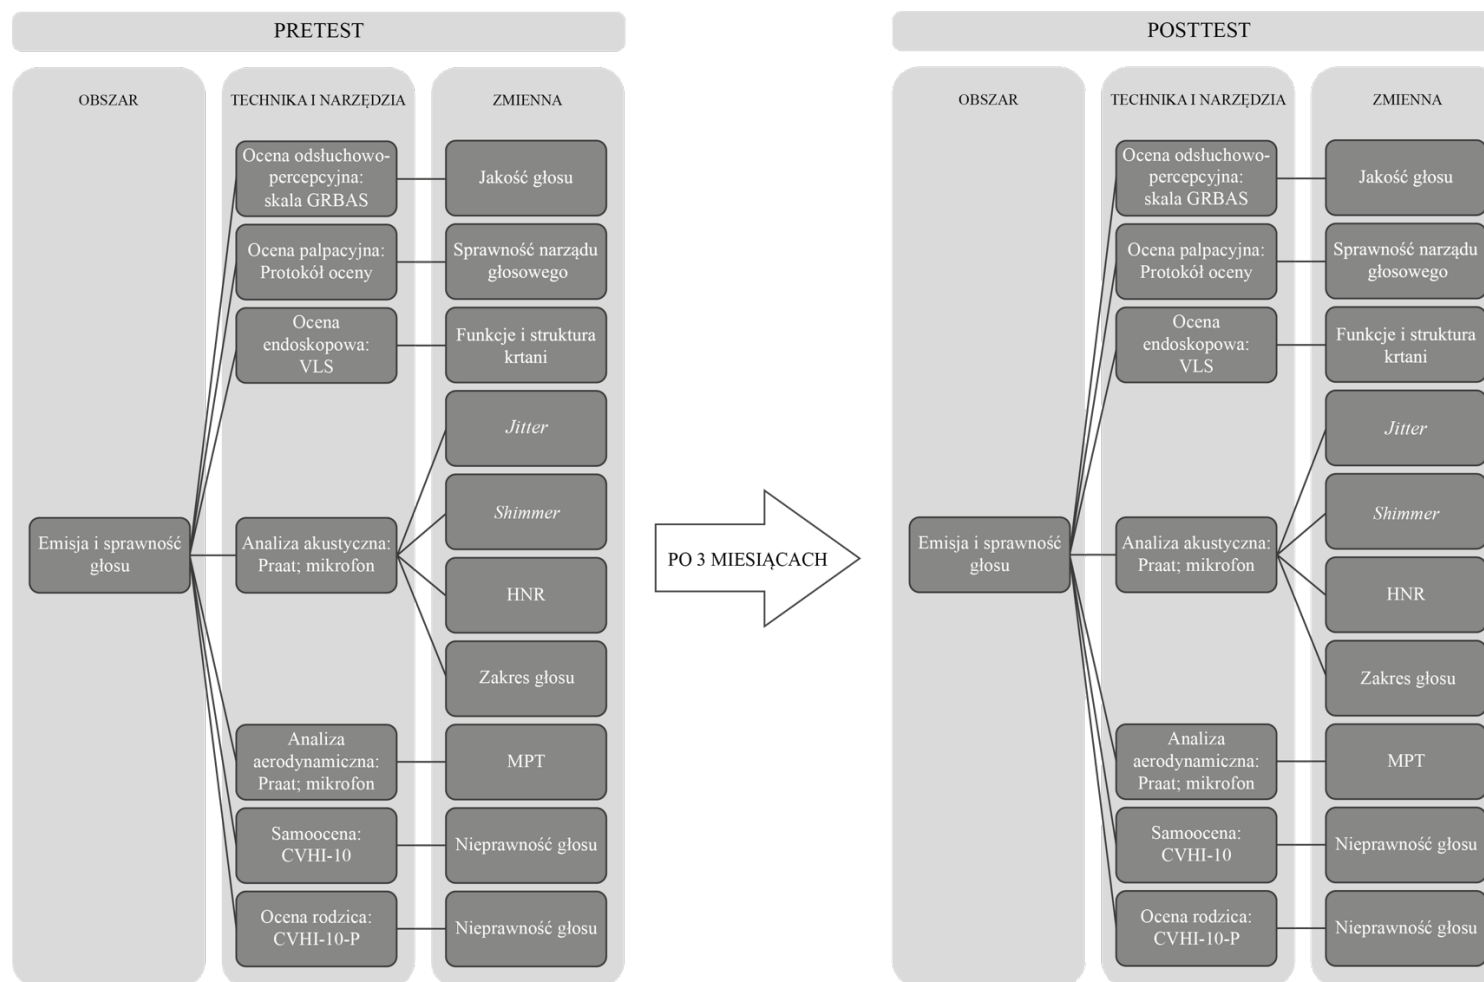 PRETEST
OBSZAR
TECHNIKA I NARZĘDZIA
ZMIENNA
Ocena odsłuchowo-
percepcyjna:
skala GRBAS
Jakość głosu
Ocena palpacyjna:
Protokół oceny
Sprawność narządu
głosowego
Ocena
endoskopowa:
VLS
Funkcje i struktura
krtani
Jitter
Shimmer
Emisja i sprawność
głosu
Analiza akustyczna:
Praat; mikrofon
HNR
Zakres głosu
Analiza
aerodynamiczna:
Praat; mikrofon
MPT
Samoocena:
CVHI-10
Nieprawność głosu
Ocena rodzica:
CVHI-10-P
Nieprawność głosu
PO 3 MIESIĄCACH
POSTTEST
OBSZAR
TECHNIKA I NARZĘDZIA
ZMIENNA
Ocena odsłuchowo-
percepcyjna:
skala GRBAS
Jakość głosu
Ocena palpacyjna:
Protokół oceny
Sprawność narządu
głosowego
Ocena
endoskopowa:
VLS
Funkcje i struktura
krtani
Jitter
Shimmer
Emisja i sprawność
głosu
Analiza akustyczna:
Praat; mikrofon
HNR
Zakres głosu
Analiza
aerodynamiczna:
Praat; mikrofon
MPT
Samoocena:
CVHI-10
Nieprawność głosu
Ocena rodzica:
CVHI-10-P
Nieprawność głosu